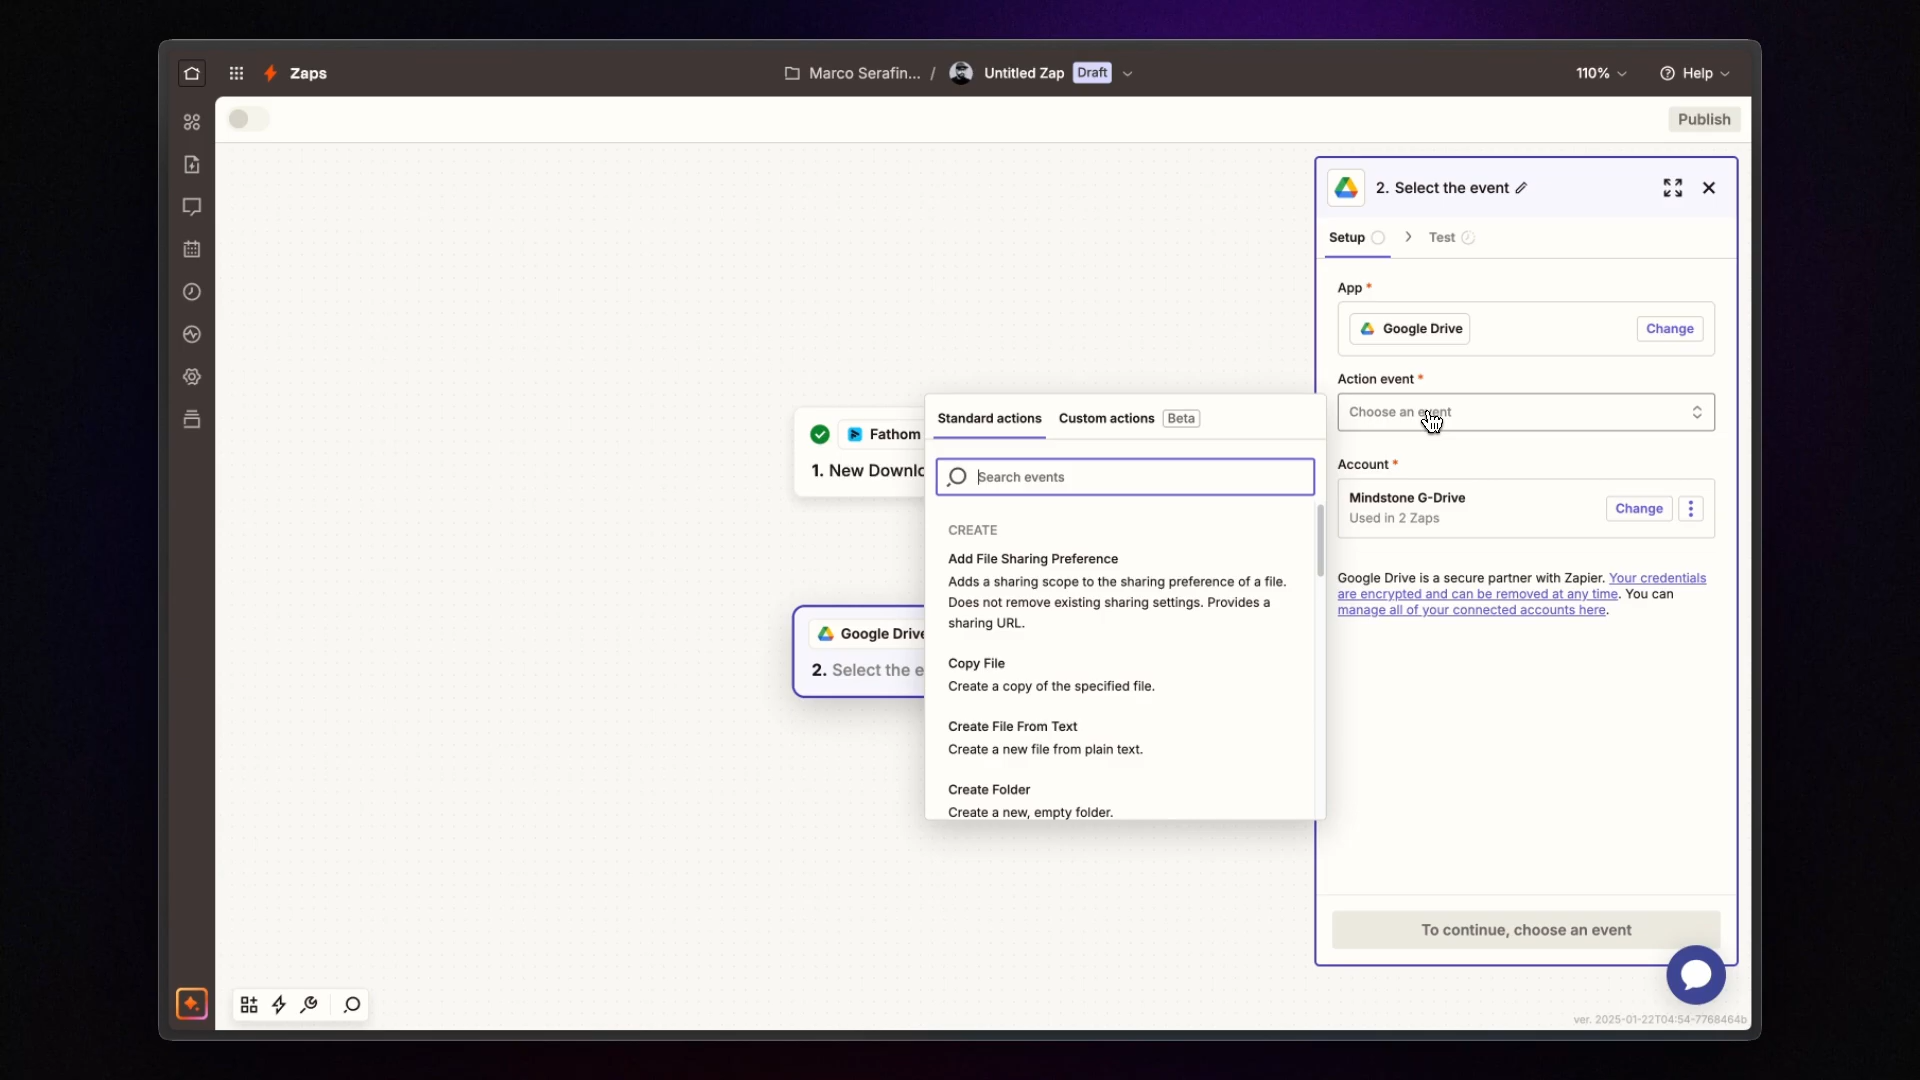 Zaps
Marco Serafin... / Untitled Zap Draft
110%
Help
Publish
Fathom
1. New Downlo
Google Drive
2. Select the e
Standard actions
Custom actions Beta
Search events
CREATE
Add File Sharing Preference
Adds a sharing scope to the sharing preference of a file.
Does not remove existing sharing settings. Provides a
sharing URL.
Copy File
Create a copy of the specified file.
Create File From Text
Create a new file from plain text.
Create Folder
Create a new, empty folder.
2. Select the event
Setup
Test
App *
Google Drive
Change
Action event *
Choose an event
Account *
Mindstone G-Drive
Used in 2 Zaps
Change
Google Drive is a secure partner with Zapier. Your credentials
are encrypted and can be removed at any time. You can
manage all of your connected accounts here.
To continue, choose an event
ver. 2025-01-22T04:54-7768464b